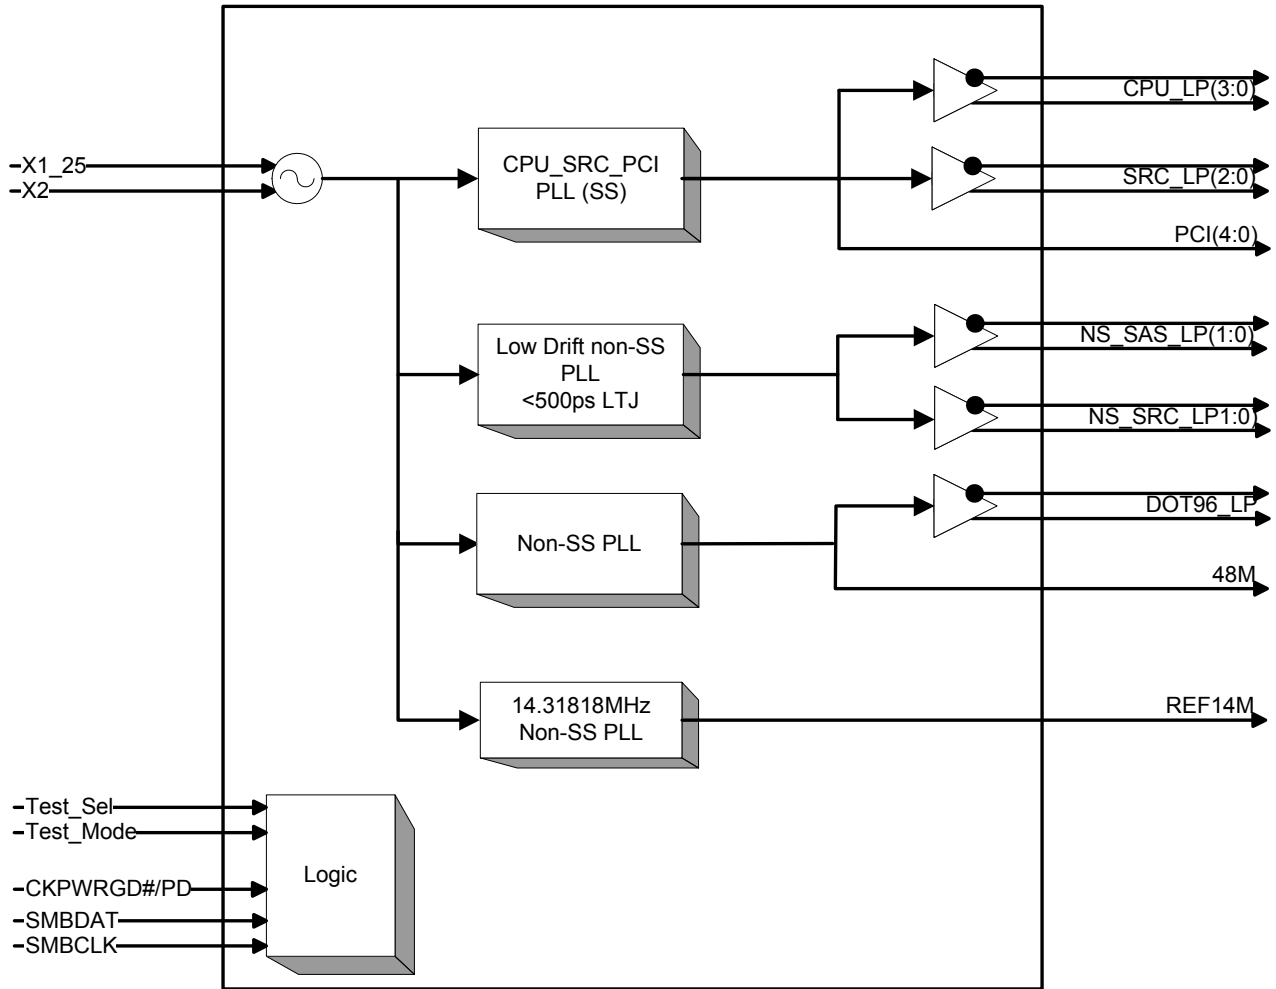 CPU_LP(3:0)
X1_25
X2
CPU_SRC_PCI
PLL (SS)
SRC_LP(2:0)
PCI(4:0)
Low Drift non-SS
PLL
<500ps LTJ
NS_SAS_LP(1:0)
NS_SRC_LP1:0)
Non-SS PLL
DOT96_LP
48M
14.31818MHz
Non-SS PLL
REF14M
Test_Sel
Test_Mode
CKPWRGD#/PD
SMBDAT
SMBCLK
Logic